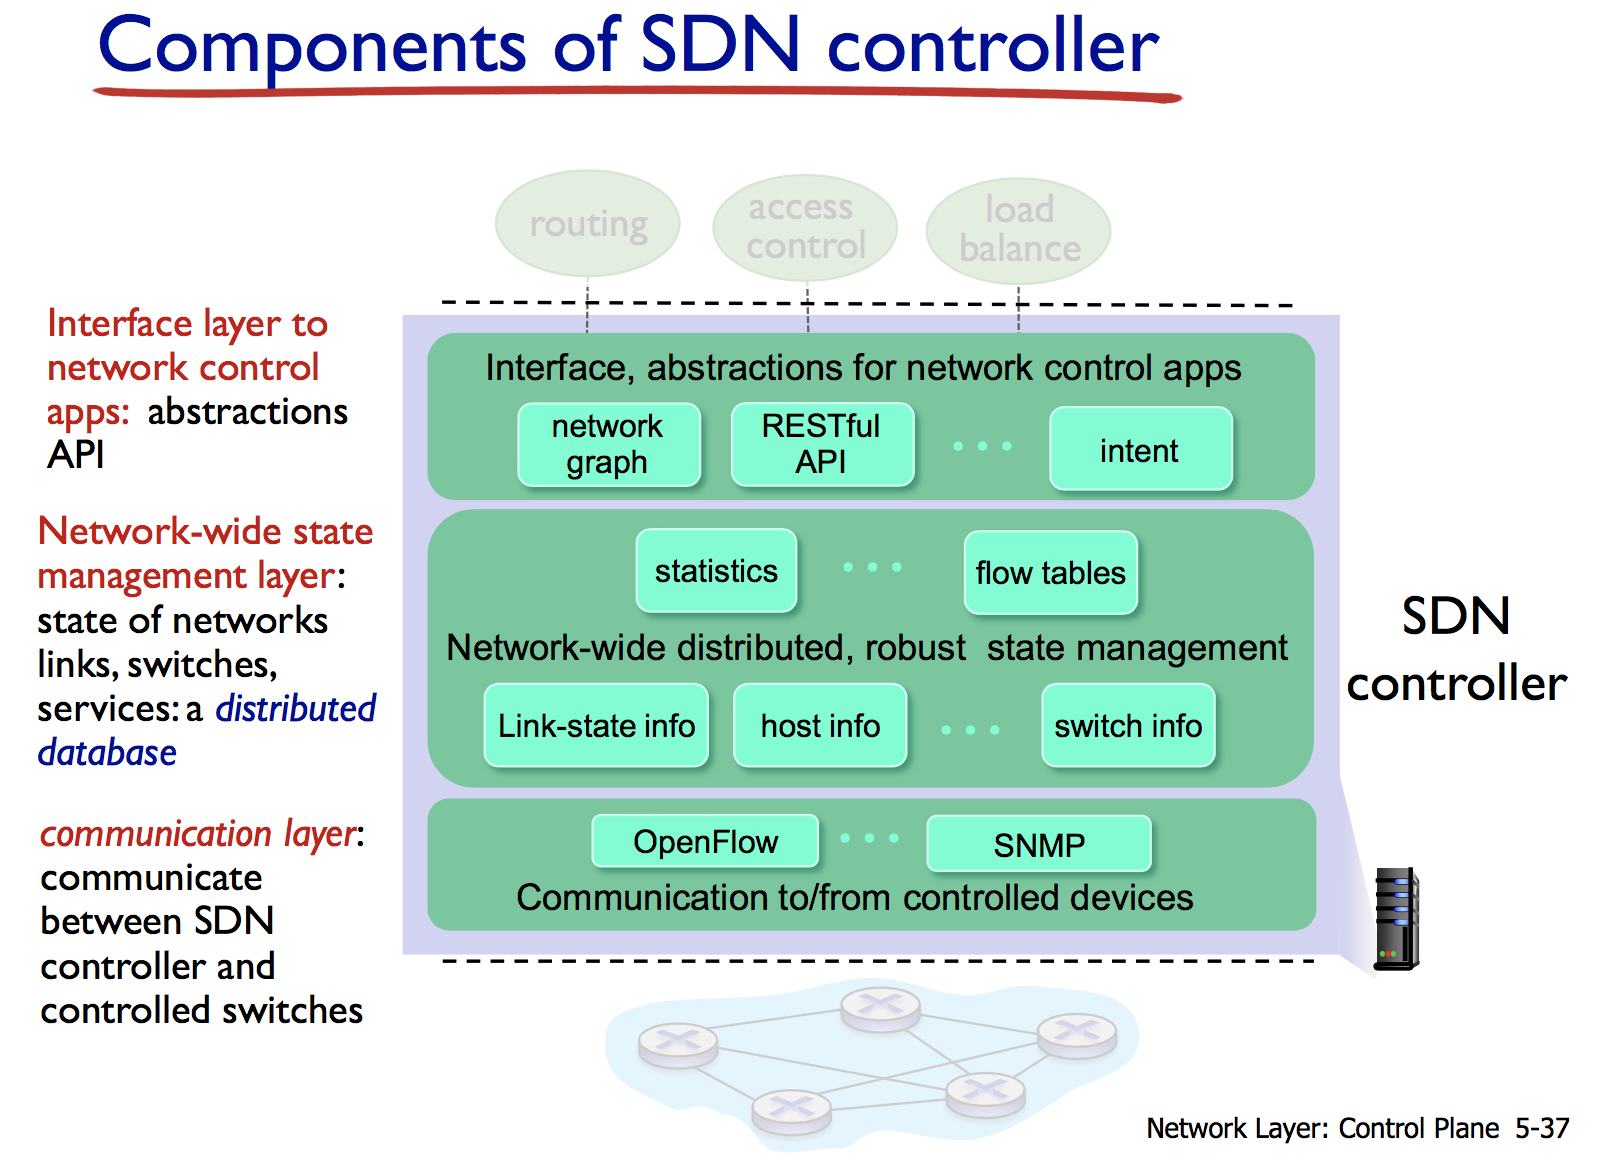 Components of SDN controller
routing
access
control
load
balance
Interface layer to
network control
apps: abstractions
API
Network-wide state
management layer:
state of networks
links, switches,
services: a distributed
database
communication layer:
communicate
between SDN
controller and
controlled switches
Interface, abstractions for network control apps
network
graph
RESTful
API
intent
statistics
flow tables
Network-wide distributed, robust state management
Link-state info
host info
switch info
OpenFlow
SNMP
Communication to/from controlled devices
SDN
controller
Network Layer: Control Plane 5-37